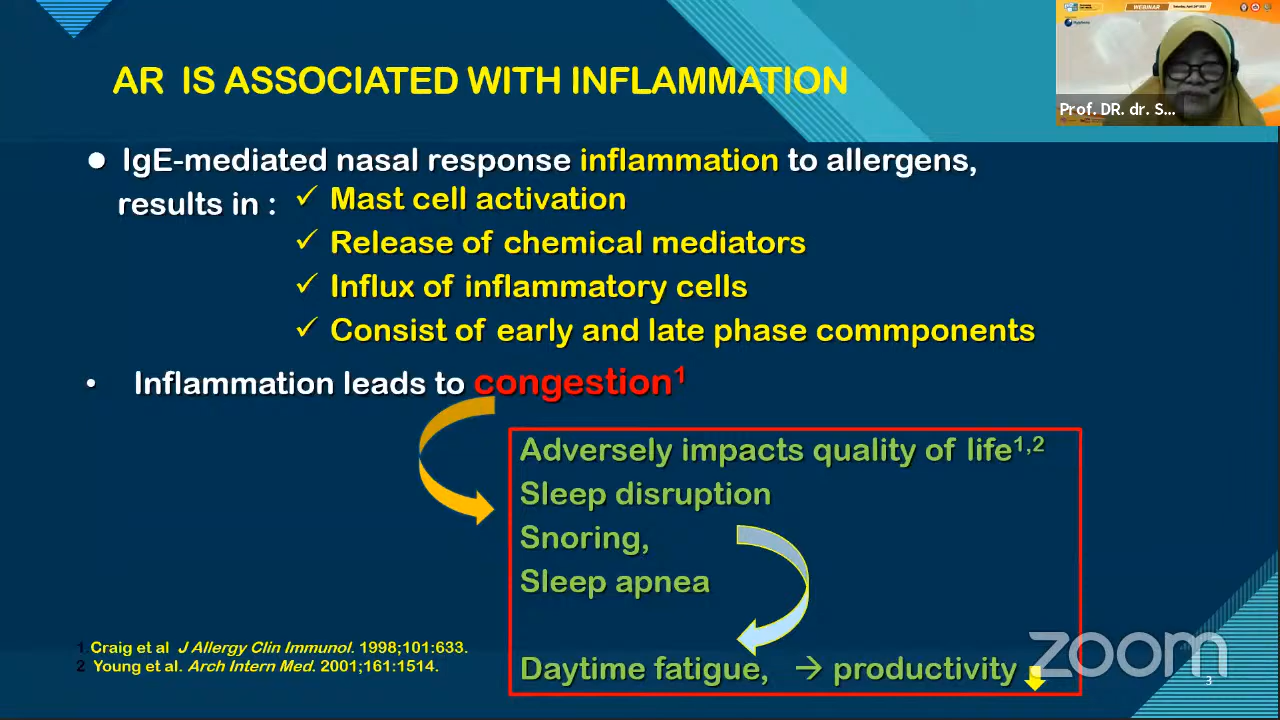 WEBINAR
AR IS ASSOCIATED WITH INFLAMMATION
Prof. DR. dr. S...
● IgE-mediated nasal response inflammation to allergens,
results in :
✓ Mast cell activation
✓ Release of chemical mediators
✓ Influx of inflammatory cells
✓ Consist of early and late phase commponents
• Inflammation leads to congestion¹
Adversely impacts quality of life¹,²
Sleep disruption
Snoring,
Sleep apnea
Daytime fatigue, → productivity
1 Craig et al J Allergy Clin Immunol. 1998;101:633.
2 Young et al. Arch Intern Med. 2001;161:1514.
zoom
3